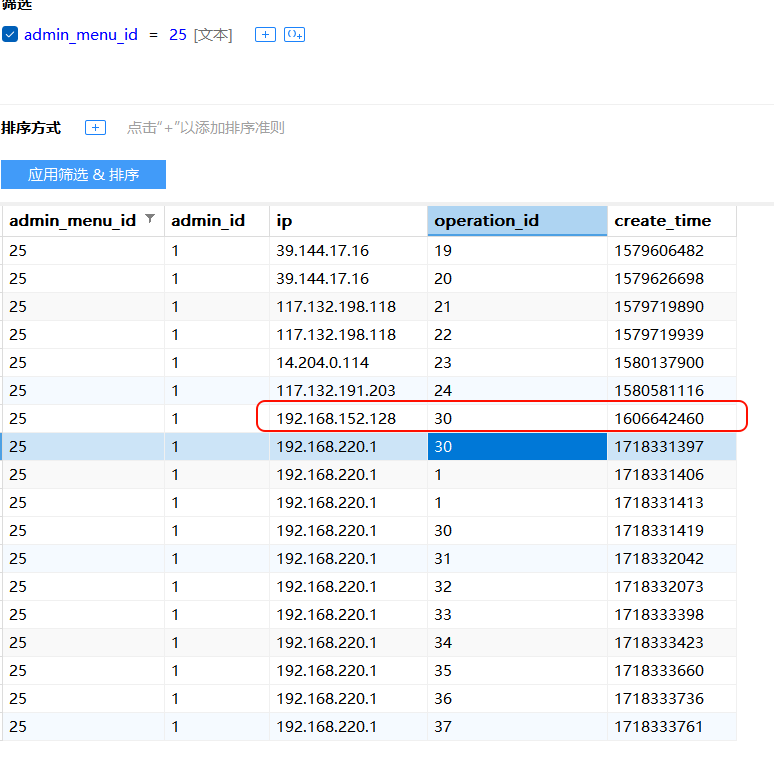 筛选
admin_menu_id = 25 [文本]
排序方式 点击“+”以添加排序准则
应用筛选 & 排序
admin_menu_id admin_id ip operation_id create_time
25 1 39.144.17.16 19 1579606482
25 1 39.144.17.16 20 1579626698
25 1 117.132.198.118 21 1579719890
25 1 117.132.198.118 22 1579719939
25 1 14.204.0.114 23 1580137900
25 1 117.132.191.203 24 1580581116
25 1 192.168.152.128 30 1606642460
25 1 192.168.220.1 30 1718331397
25 1 192.168.220.1 1 1718331406
25 1 192.168.220.1 1 1718331413
25 1 192.168.220.1 30 1718331419
25 1 192.168.220.1 31 1718332042
25 1 192.168.220.1 32 1718332073
25 1 192.168.220.1 33 1718333398
25 1 192.168.220.1 34 1718333423
25 1 192.168.220.1 35 1718333660
25 1 192.168.220.1 36 1718333736
25 1 192.168.220.1 37 1718333761